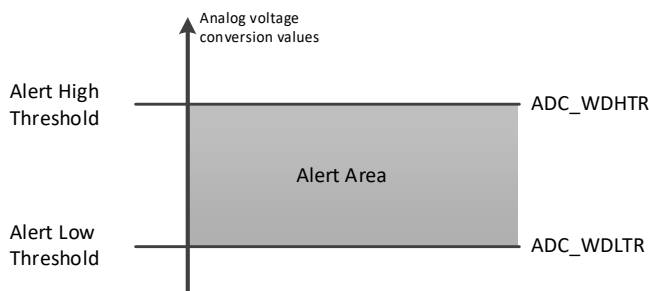 Analog voltage
conversion values
Alert High
Threshold
ADC_WDHTR
Alert Area
Alert Low
Threshold
ADC_WDLTR